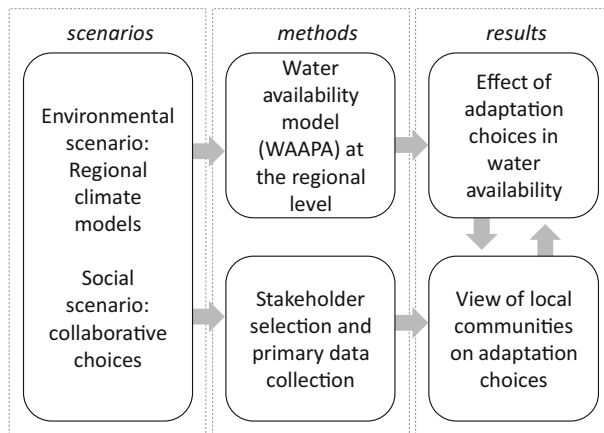 scenarios
Environmental
scenario:
Regional
climate
models
Social
scenario:
collaborative
choices
methods
Water
availability
model
(WAAPA) at
the regional
level
Stakeholder
selection and
primary data
collection
results
Effect of
adaptation
choices in
water
availability
View of local
communities
on adaptation
choices